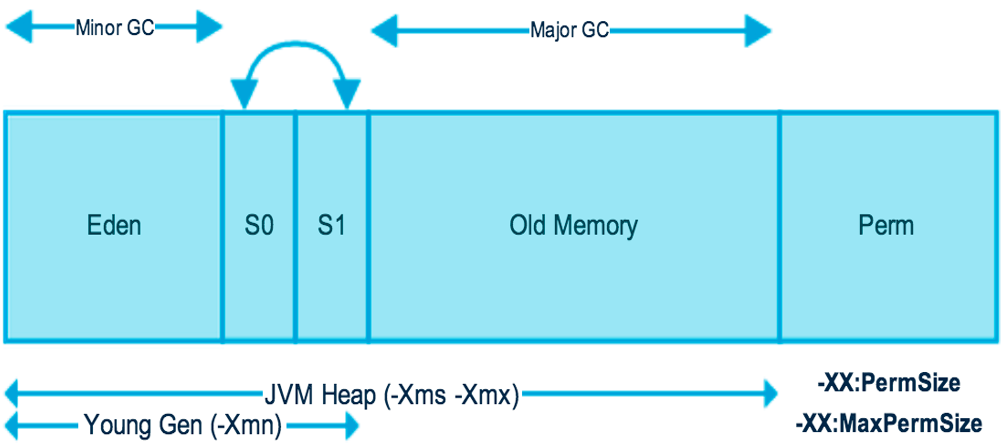 Minor GC
Major GC
Eden
S0
S1
Old Memory
Perm
JVM Heap (-Xms -Xmx)
Young Gen (-Xmn)
-XX:PermSize
-XX:MaxPermSize